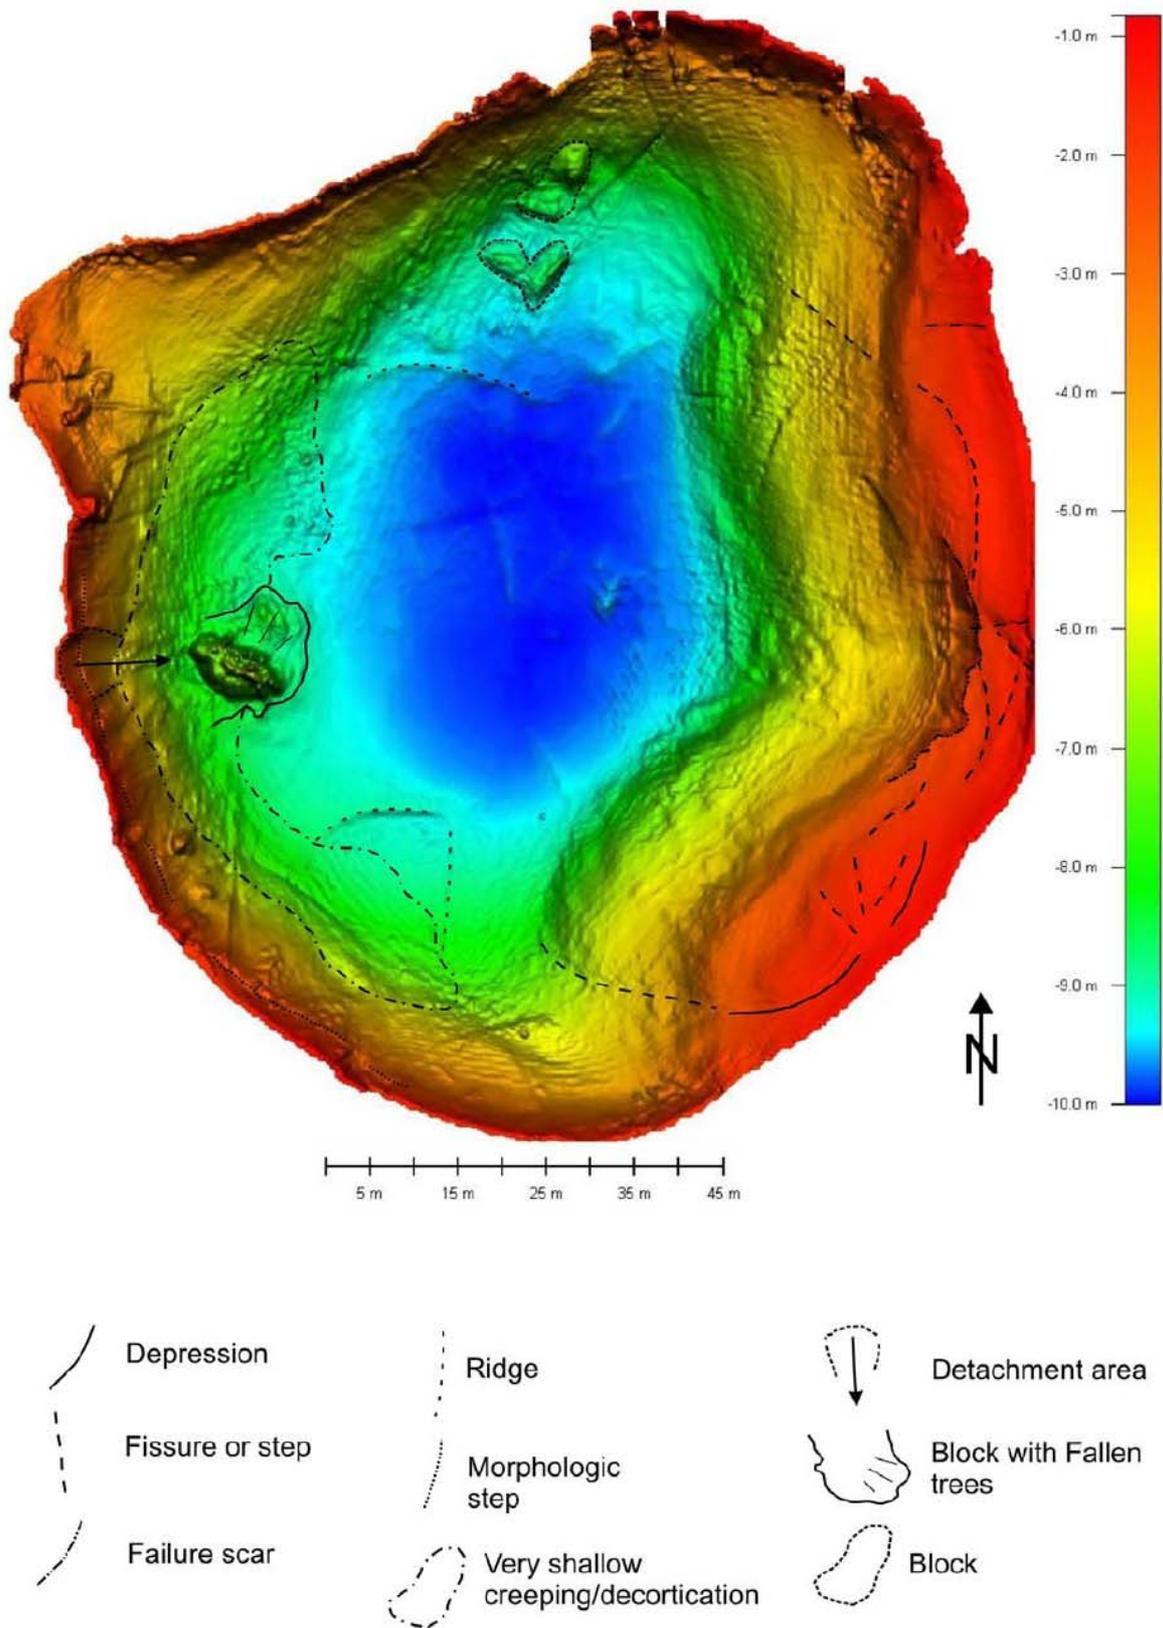 -1.0 m
-2.0 m
-3.0 m
-4.0 m
-5.0 m
-6.0 m
-7.0 m
-8.0 m
-9.0 m
-10.0 m
N
5 m 15 m 25 m 35 m 45 m
Depression
Fissure or step
Failure scar
Ridge
Morphologic
step
Very shallow
creeping/decortication
Detachment area
Block with Fallen
trees
Block